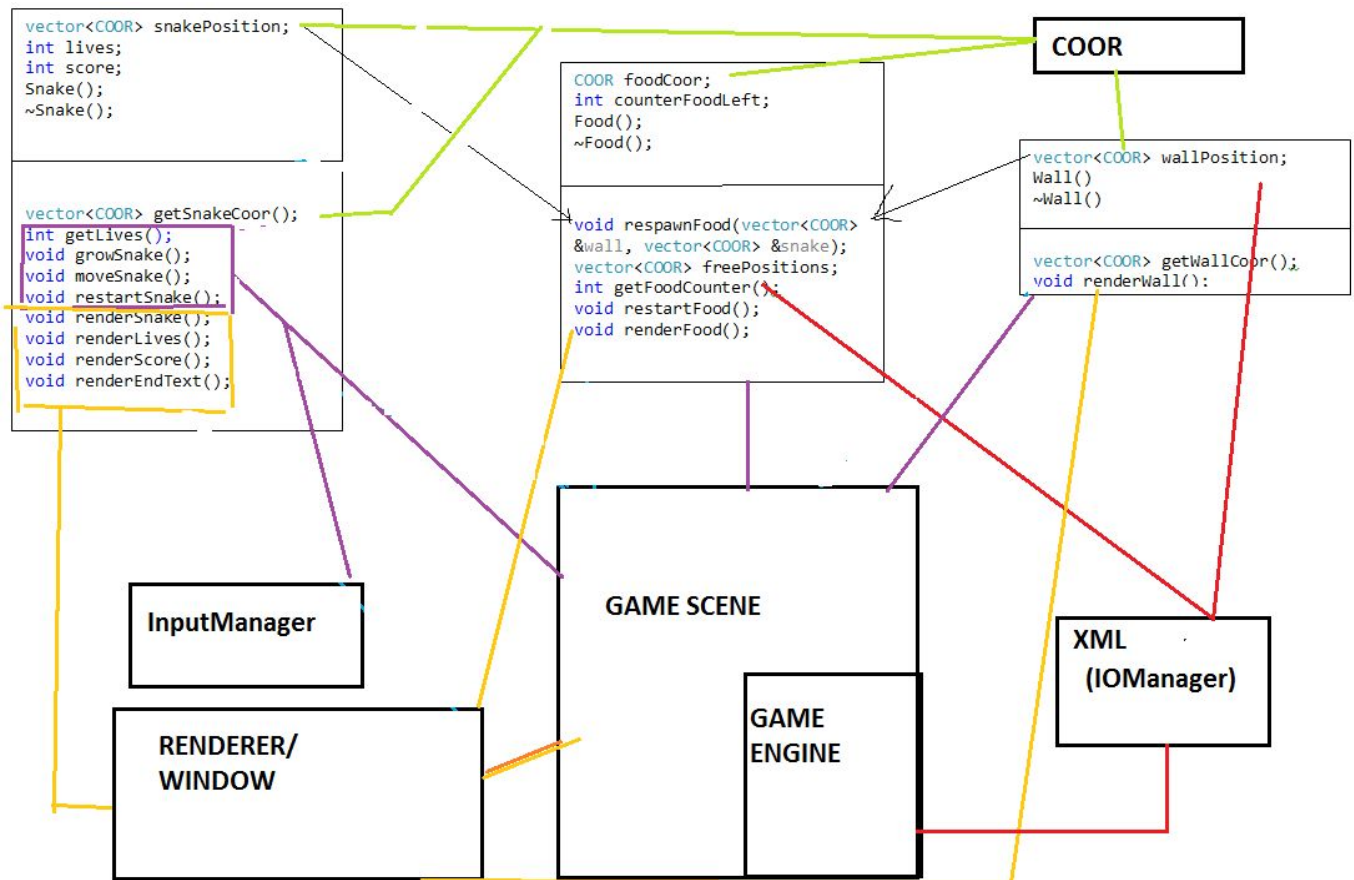 vector<COOR> snakePosition;
int lives;
int score;
Snake();
~Snake();
vector<COOR> getSnakeCoor();
int getLives();
void growSnake();
void moveSnake();
void restartSnake();
void renderSnake();
void renderLives();
void renderScore();
void renderEndText();
COOR foodCoor;
int counterFoodLeft;
Food();
~Food();
void respawnFood(vector<COOR>
&wall, vector<COOR> &snake);
vector<COOR> freePositions;
int getFoodCounter();
void restartFood();
void renderFood();
COOR
vector<COOR> wallPosition;
Wall()
~Wall()
vector<COOR> getWallCoor();
void renderWall():
InputManager
RENDERER/
WINDOW
GAME SCENE
GAME
ENGINE
XML
(IOManager)